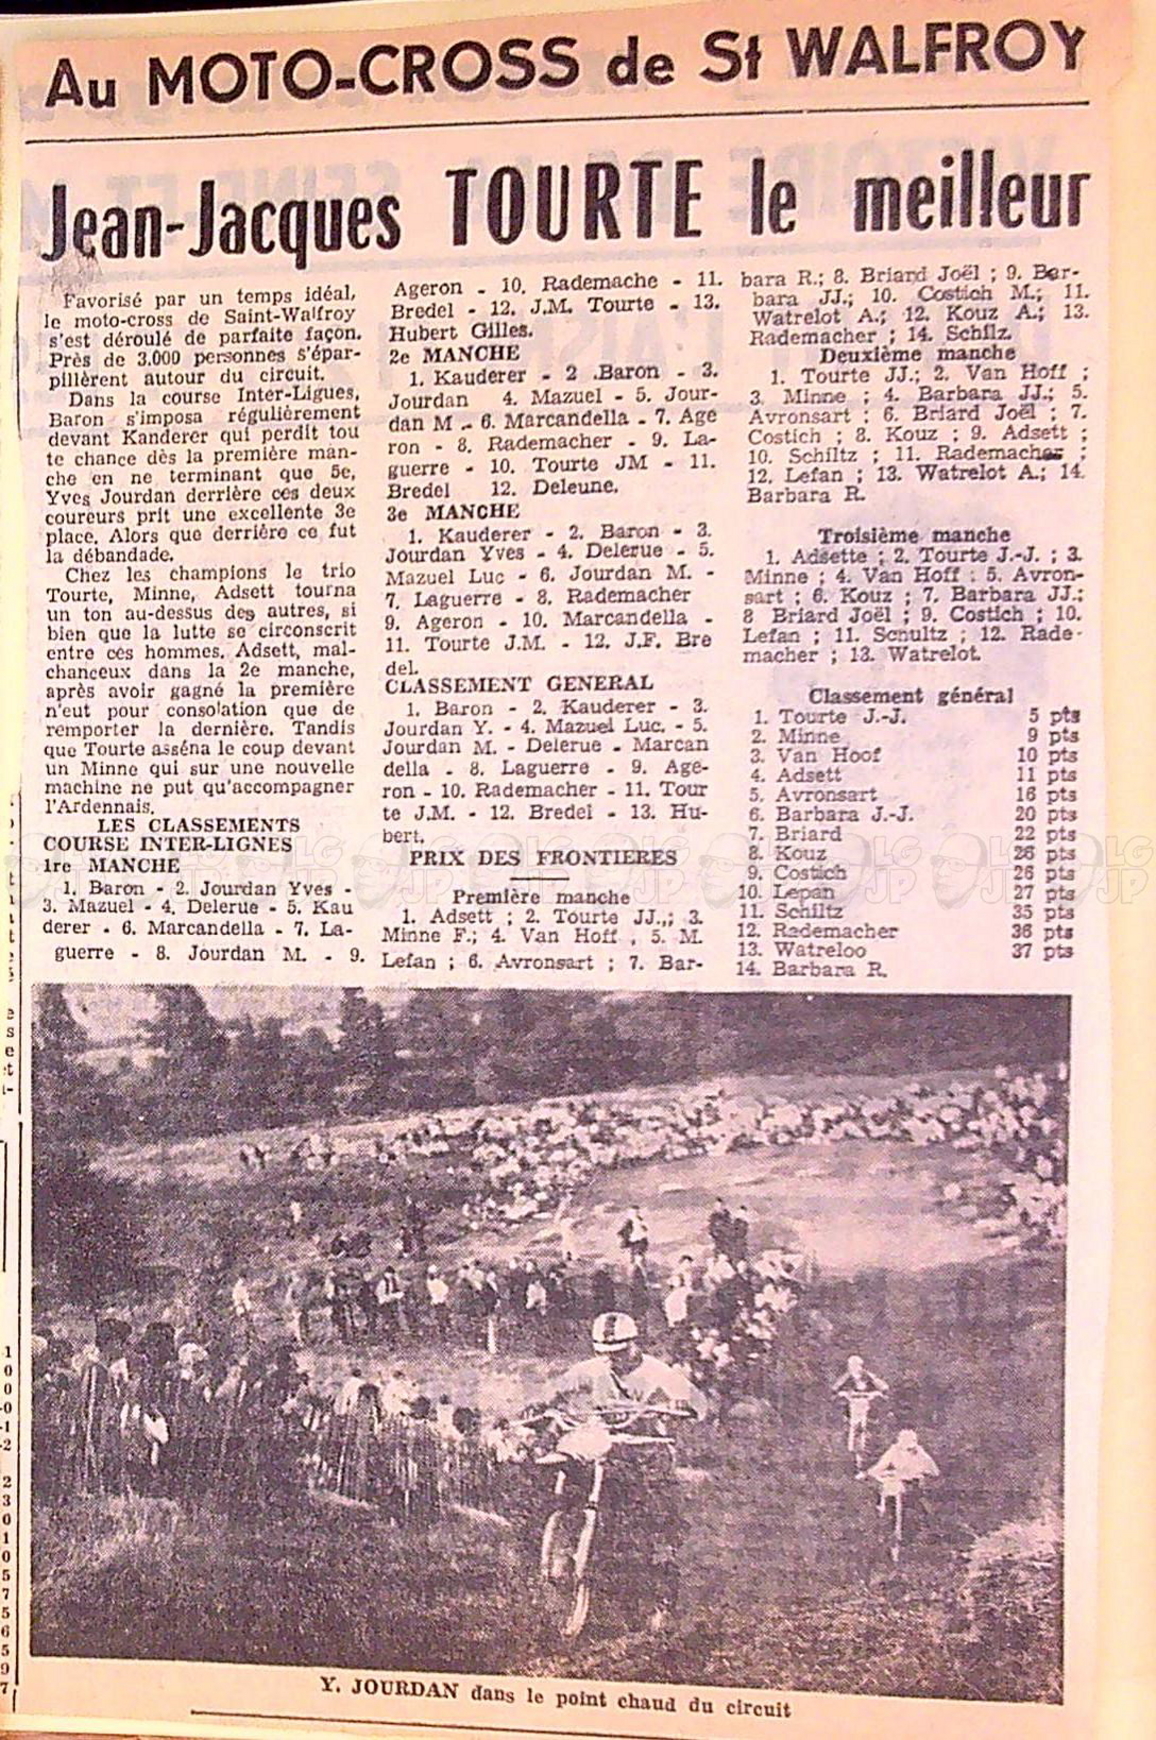 Au MOTO-CROSS de St WALFROY
Jean-Jacques TOURTE le meilleur
Favorisé par un temps idéal,
le moto-cross de Saint-Walfroy
s'est déroulé de parfaite façon.
Près de 3.000 personnes s'épar-
pillèrent autour du circuit.
Dans la course Inter-Ligues,
Baron s'imposa régulièrement
devant Kanderer qui perdit tou
te chance dès la première man-
che en ne terminant que 5e,
Yves Jourdan derrière ces deux
coureurs prit une excellente 3e
place. Alors que derrière ce fut
la débandade.
Chez les champions le trio
Tourte, Minne, Adsett tourna
un ton au-dessus des autres, si
bien que la lutte se circonscrit
entre ces hommes. Adsett, mal-
chanceux dans la 2e manche,
après avoir gagné la première
n'eut pour consolation que de
remporter la dernière. Tandis
que Tourte asséna le coup devant
un Minne qui sur une nouvelle
machine ne put qu'accompagner
l'Ardennais.
LES CLASSEMENTS
COURSE INTER-LIGNES
1re MANCHE
1. Baron - 2. Jourdan Yves -
3. Mazuel - 4. Delerue - 5. Kau
derer - 6. Marcandella - 7. La-
guerre - 8. Jourdan M. - 9.
Ageron - 10. Rademache - 11.
Bredel - 12. J.M. Tourte - 13.
Hubert Gilles.
2e MANCHE
1. Kauderer - 2 .Baron - 3.
Jourdan 4. Mazuel - 5. Jour-
dan M .- 6. Marcandella - 7. Age
ron - 8. Rademacher - 9. La-
guerre - 10. Tourte JM - 11.
Bredel 12. Deleune.
3e MANCHE
1. Kauderer - 2. Baron - 3.
Jourdan Yves - 4. Delerue - 5.
Mazuel Luc - 6. Jourdan M. -
7. Laguerre - 8. Rademacher
9. Ageron - 10. Marcandella -
11. Tourte J.M. - 12. J.F. Bre
del.
CLASSEMENT GENERAL
1. Baron - 2. Kauderer - 3.
Jourdan Y. - 4. Mazuel Luc. - 5.
Jourdan M. - Delerue - Marcan
della - 8. Laguerre - 9. Age-
ron - 10. Rademacher - 11. Tour
te J.M. - 12. Bredel - 13. Hu-
bert.
PRIX DES FRONTIERES
Première manche
1. Adsett ; 2. Tourte JJ.,; 3.
Minne F.; 4. Van Hoff , 5. M.
Lefan ; 6. Avronsart ; 7. Bar-
bara R.; 8. Briard Joël ; 9. Bar-
bara JJ.; 10. Costich M.; 11.
Watrelot A.; 12. Kouz A.; 13.
Rademacher ; 14. Schilz.
Deuxième manche
1. Tourte JJ.; 2. Van Hoff ;
3. Minne ; 4. Barbara JJ.; 5.
Avronsart ; 6. Briard Joël ; 7.
Costich ; 8. Kouz ; 9. Adsett ;
10. Schiltz ; 11. Rademacher ;
12. Lefan ; 13. Watrelot A.; 14.
Barbara R.
Troisième manche
1. Adsette ; 2. Tourte J.-J. ; 3.
Minne ; 4. Van Hoff : 5. Avron-
sart ; 6. Kouz ; 7. Barbara JJ.;
8 Briard Joël ; 9. Costich ; 10.
Lefan ; 11. Schultz ; 12. Rade-
macher ; 13. Watrelot.
Classement général
1. Tourte J.-J. 5 pts
2. Minne 9 pts
3. Van Hoof 10 pts
4. Adsett 11 pts
5. Avronsart 16 pts
6. Barbara J.-J. 20 pts
7. Briard 22 pts
8. Kouz 26 pts
9. Costich 26 pts
10. Lepan 27 pts
11. Schiltz 35 pts
12. Rademacher 36 pts
13. Watreloo 37 pts
14. Barbara R.
Y. JOURDAN dans le point chaud du circuit